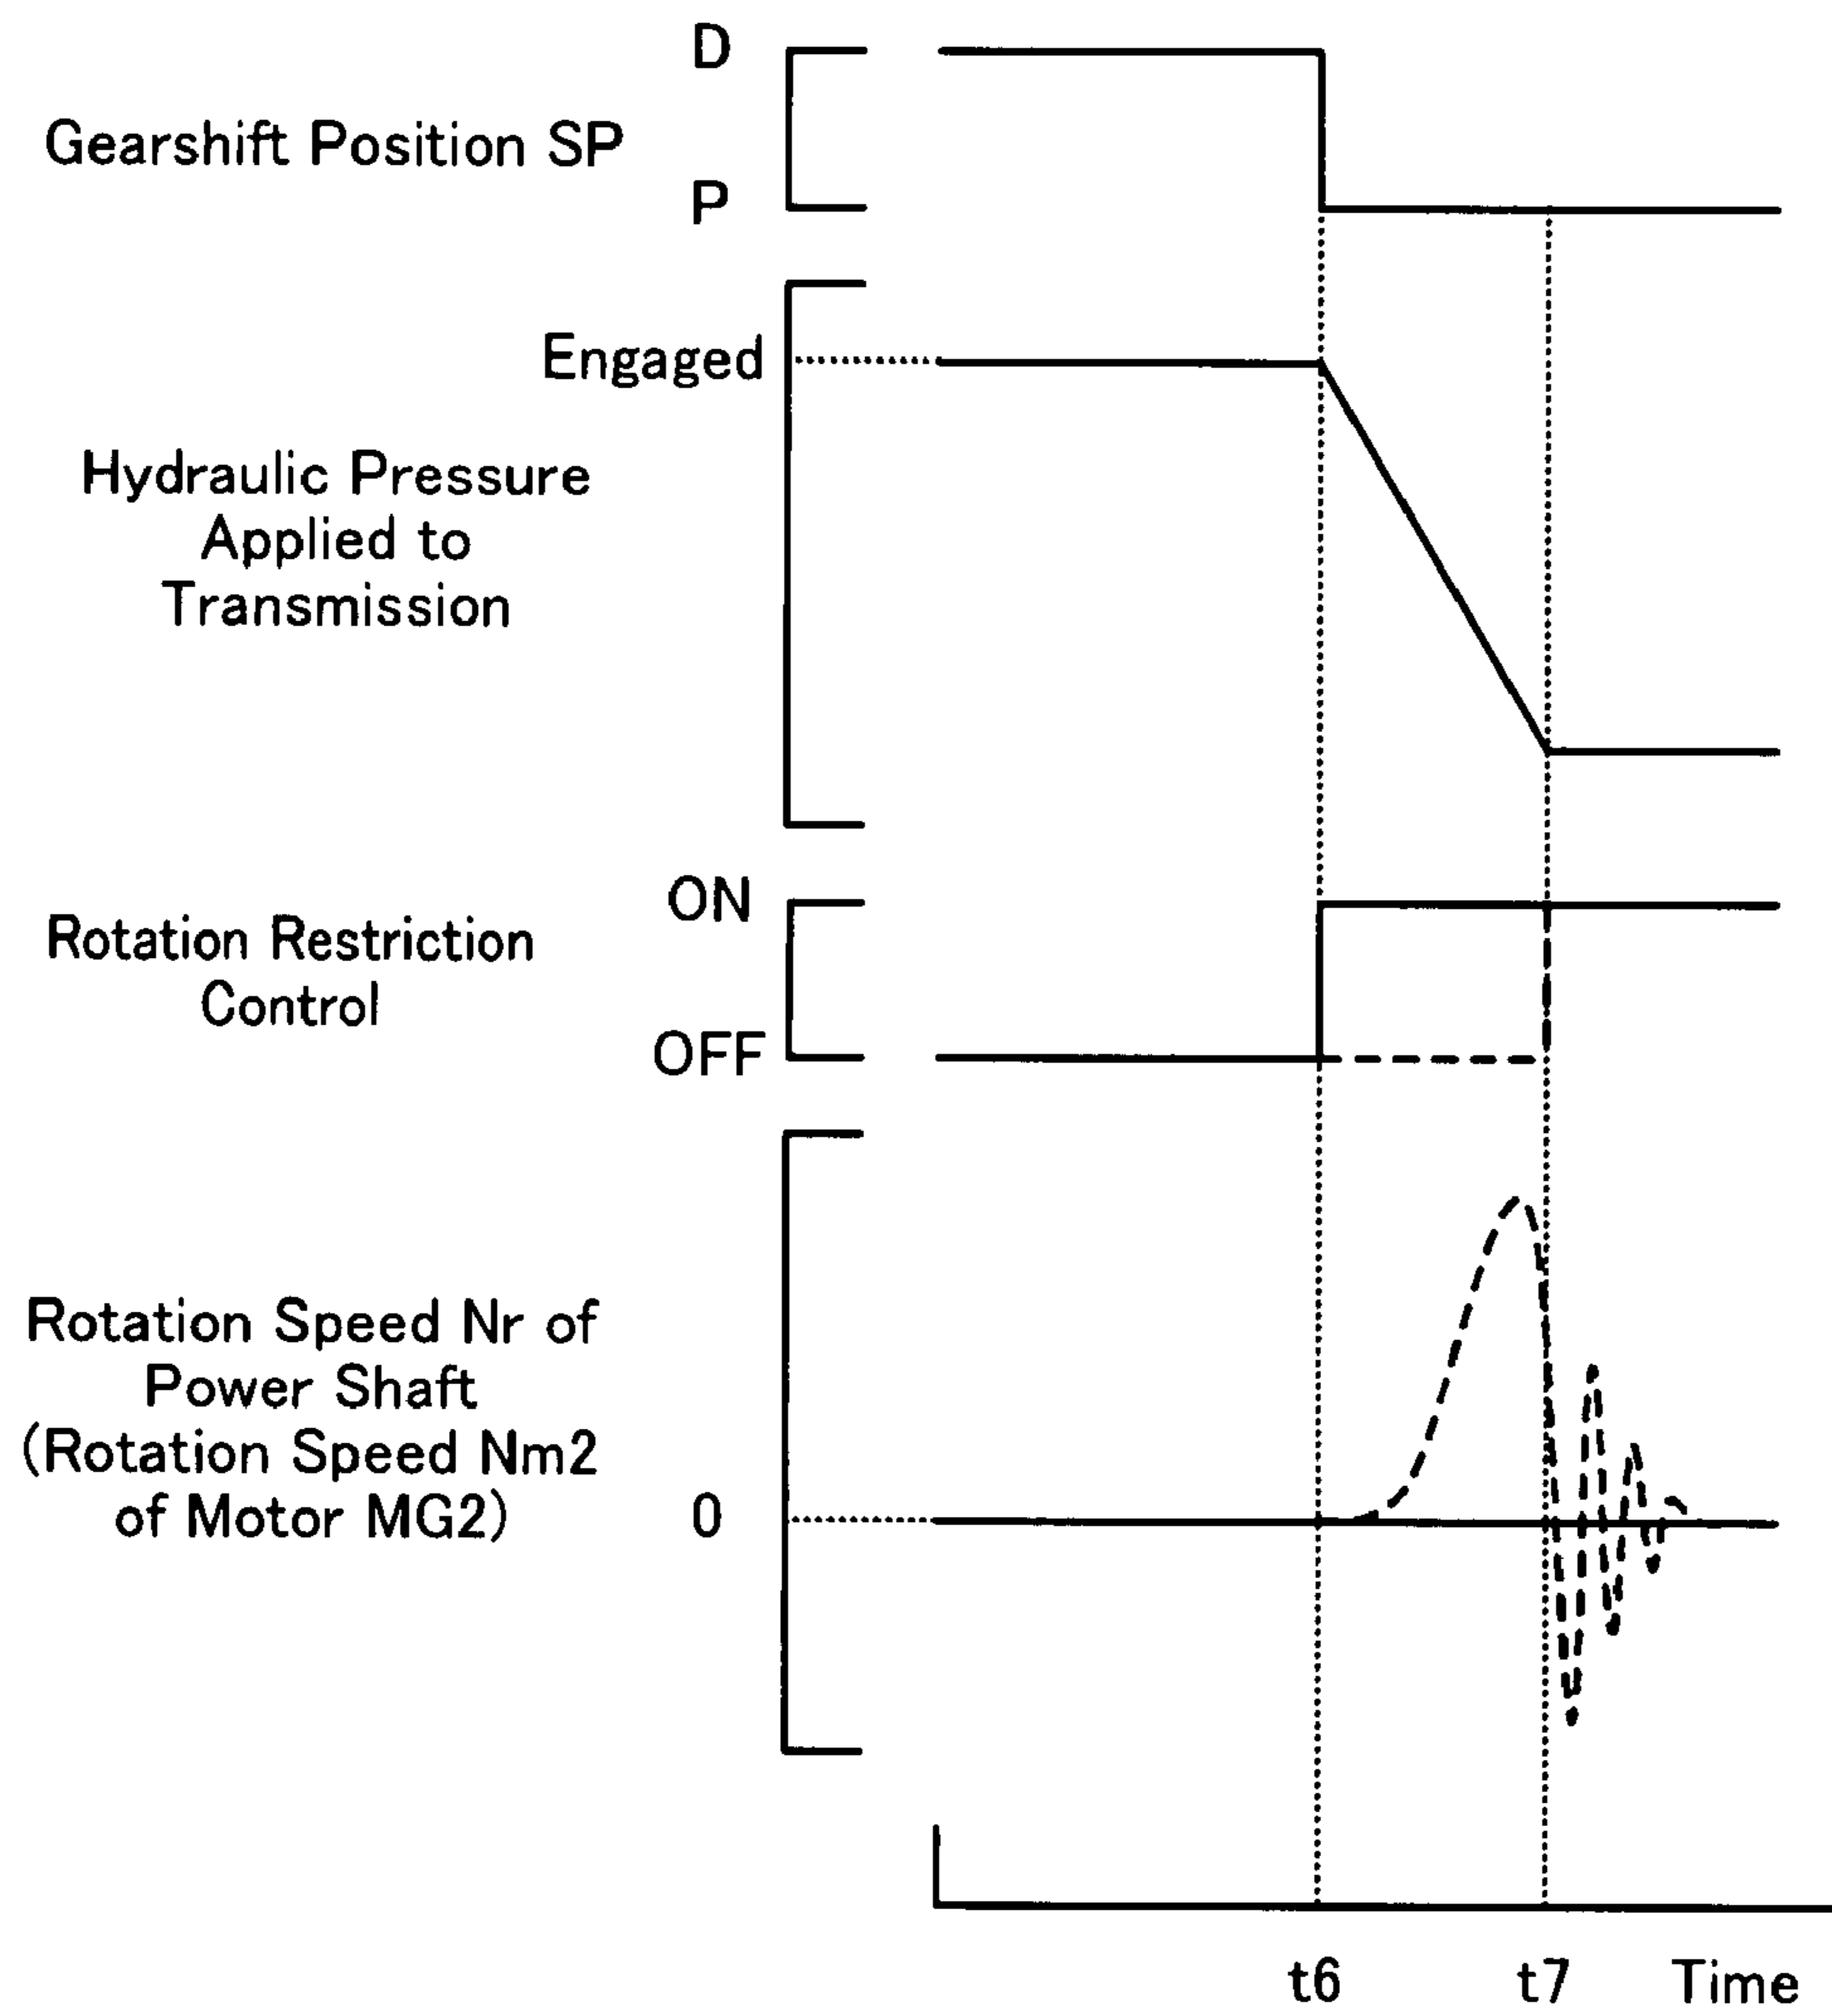 D
Gearshift Position SP
P
Engaged
Hydraulic Pressure
Applied to
Transmission
ON
Rotation Restriction
Control
OFF
Rotation Speed Nr of
Power Shaft
(Rotation Speed Nm2
of Motor MG2)
0
t6 t7 Time